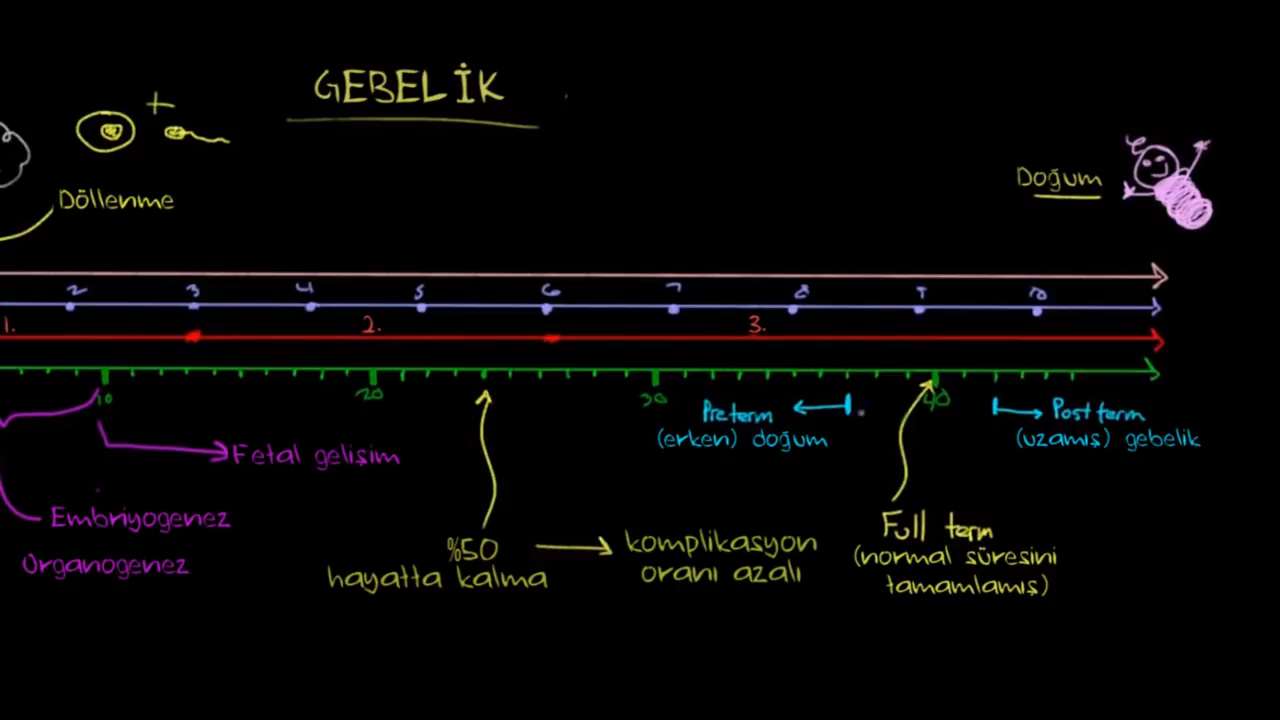 GEBELİK
Döllenme
Doğum
2 3 4 5 6 7 8 9 10
1. 2. 3.
10 20 30 40
Preterm
(erken) doğum
Post term
(uzamış) gebelik
Fetal gelişim
Embriyogenez
Organogenez
%50
hayatta kalma
komplikasyon
oranı azalı
Full term
(normal süresini
tamamlamış)